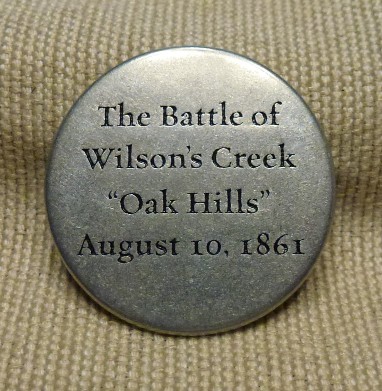 The Battle of
Wilson's Creek
“Oak Hills”
August 10, 1861